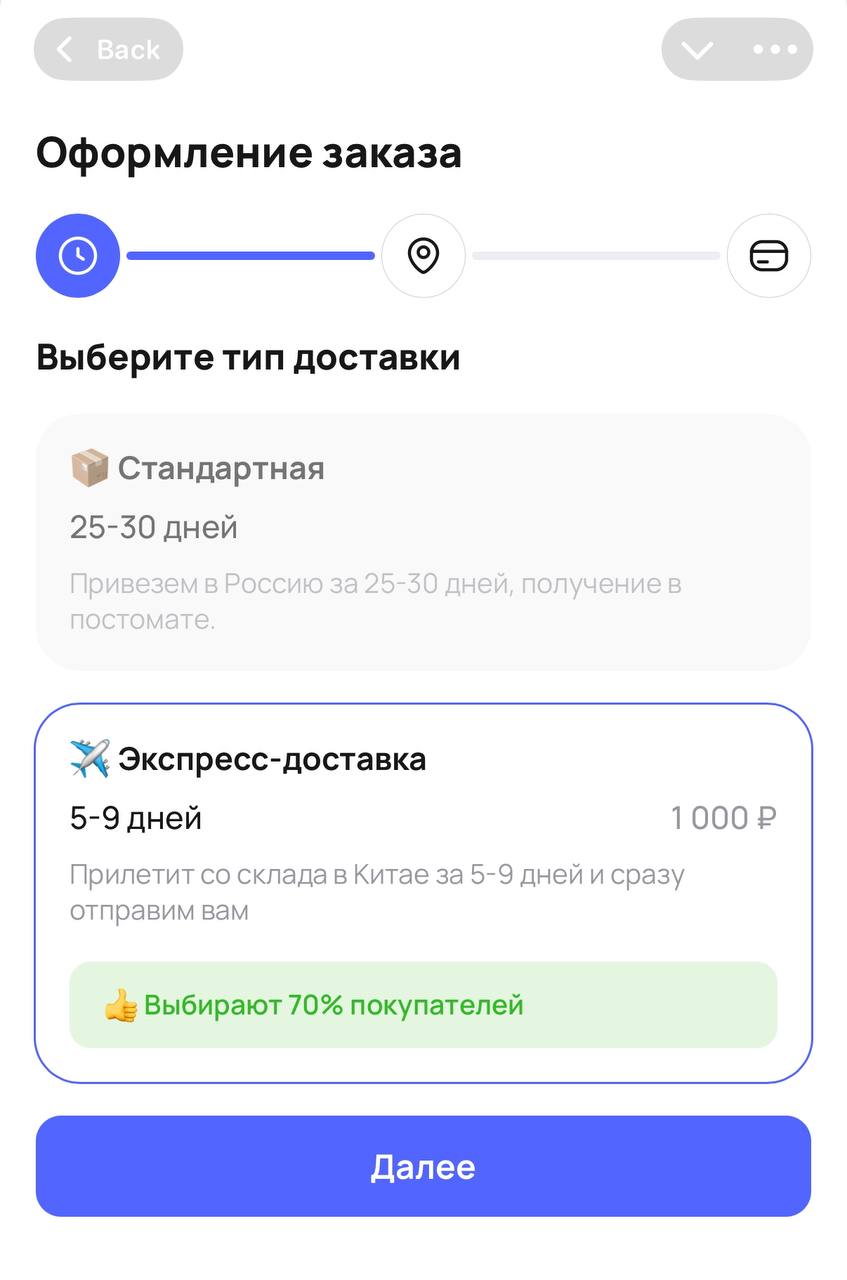 Back
Оформление заказа
Выберите тип доставки
Стандартная
25-30 дней
Привезем в Россию за 25-30 дней, получение в
постомате.
Экспресс-доставка
5-9 дней 1 000 ₽
Прилетит со склада в Китае за 5-9 дней и сразу
отправим вам
Выбирают 70% покупателей
Далее